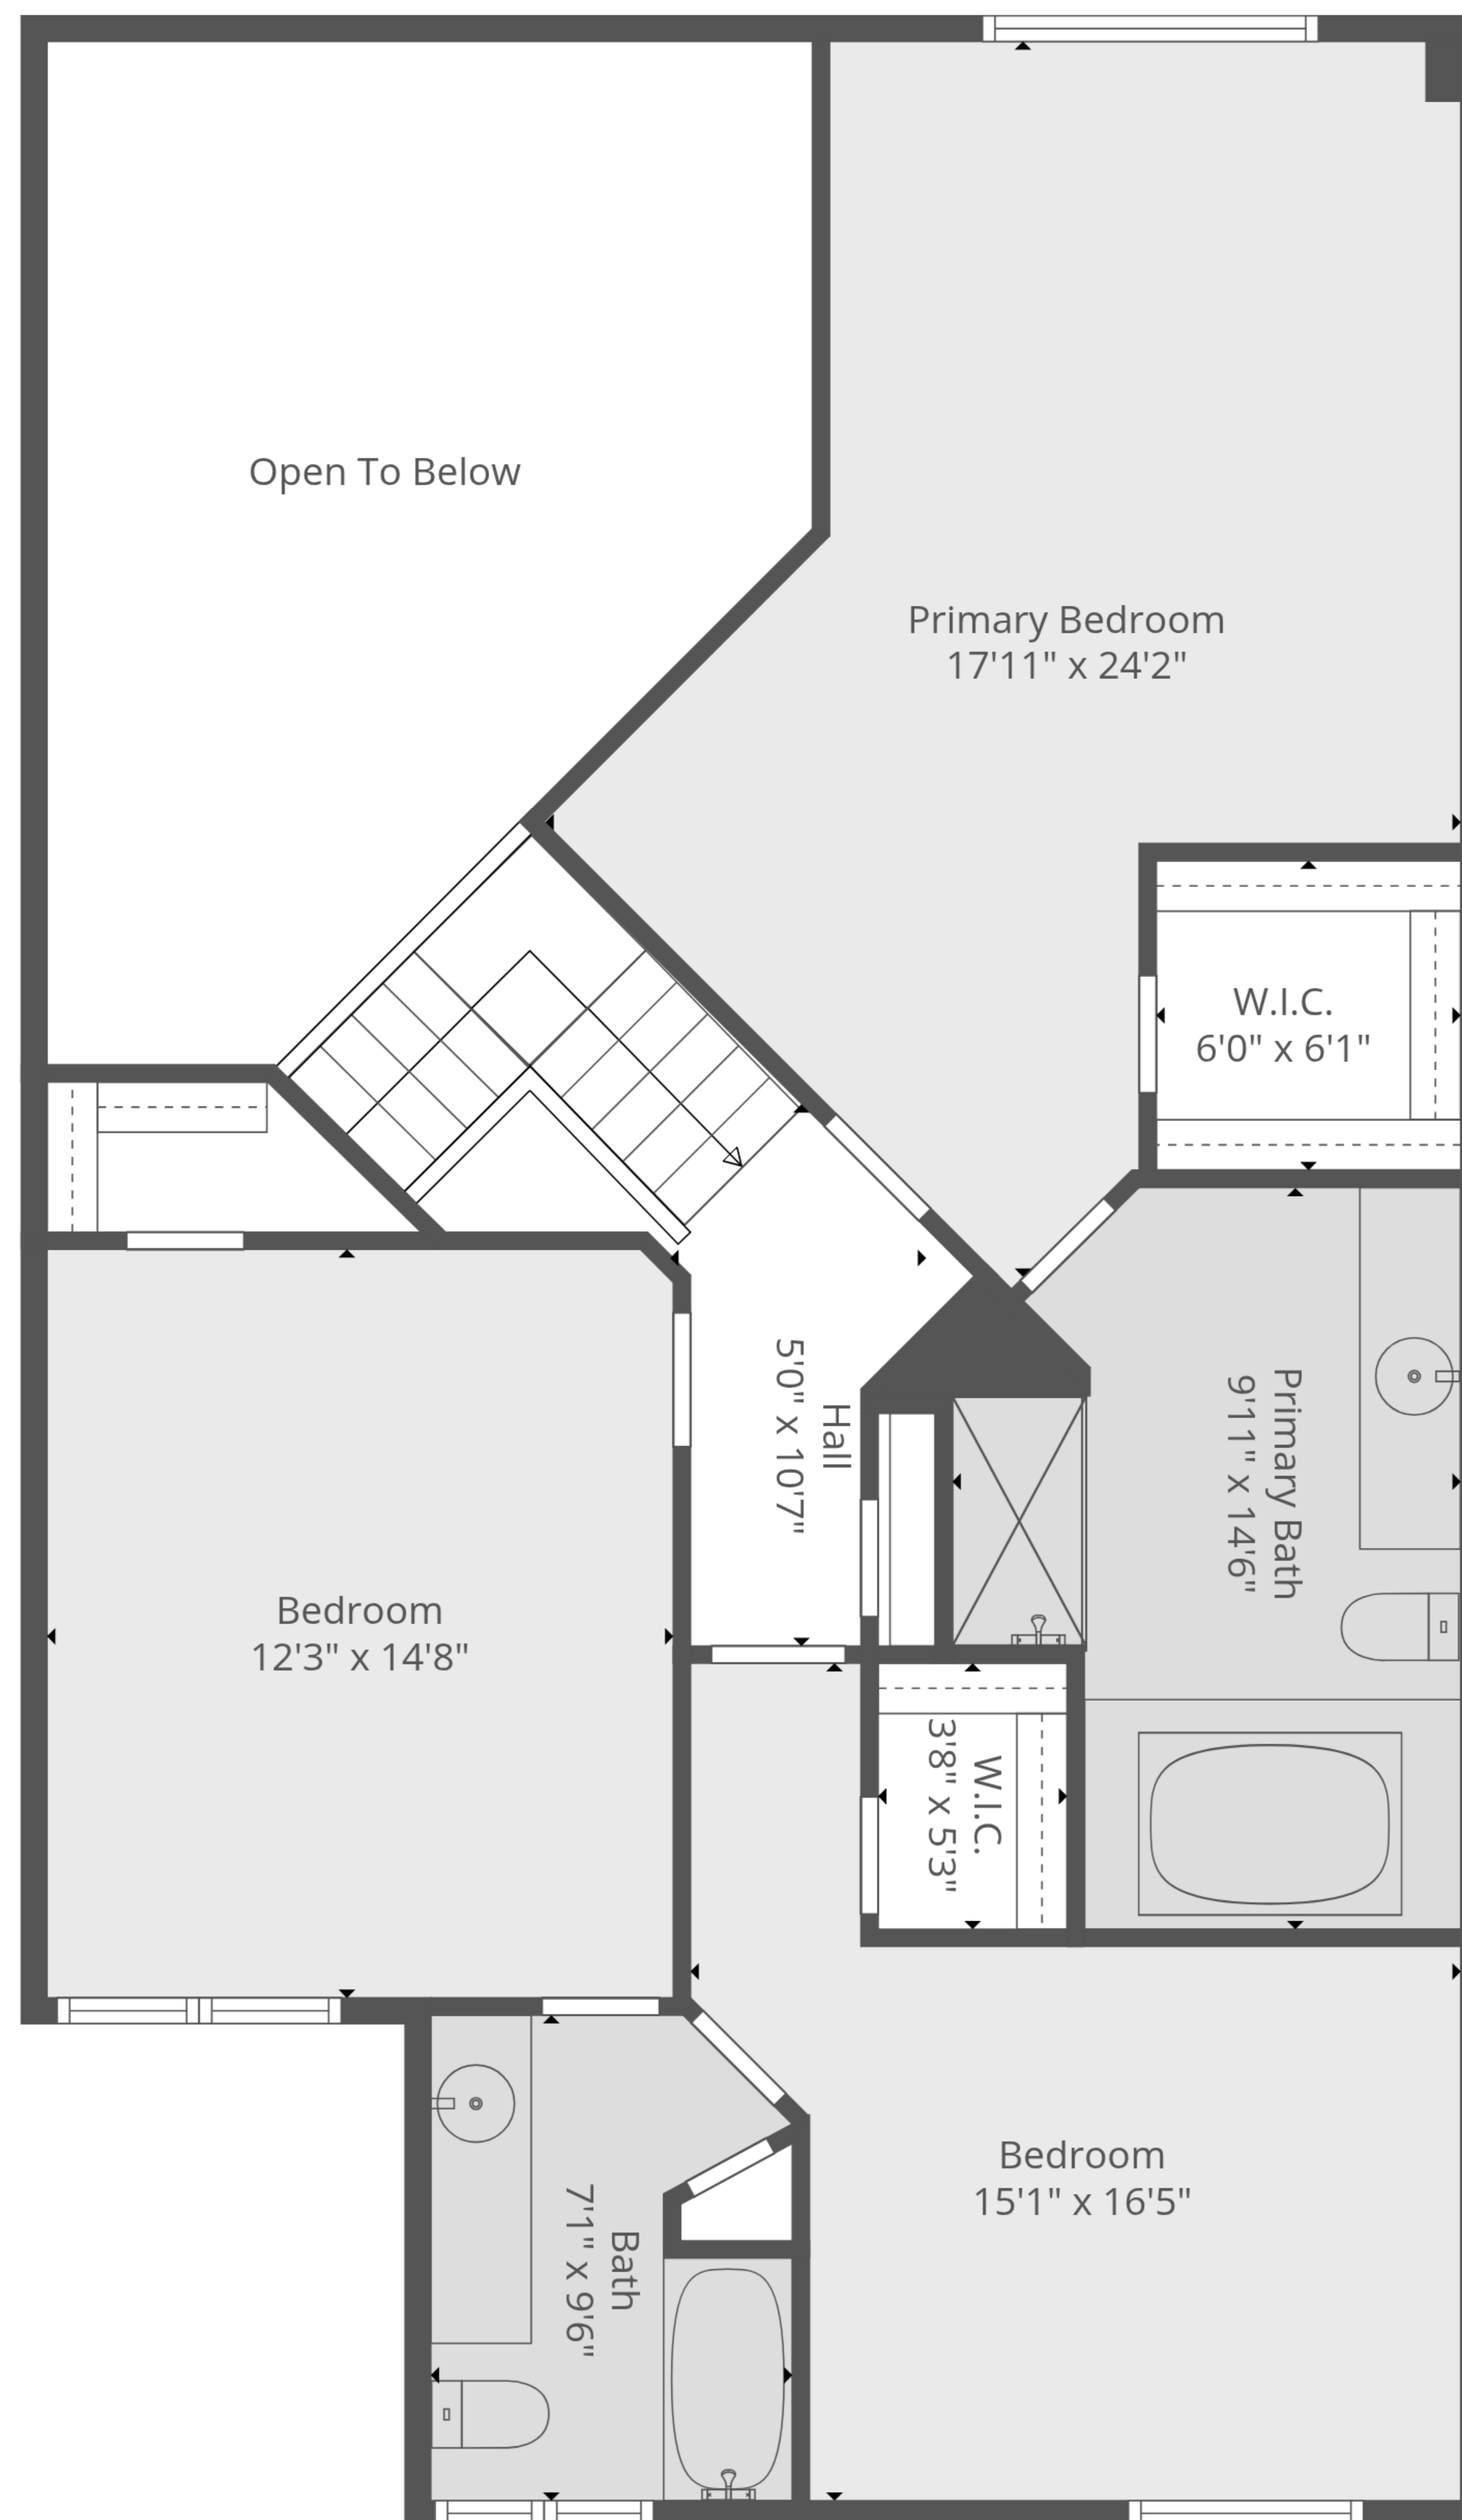 Open To Below
Primary Bedroom
17'11" x 24'2"
W.I.C.
6'0" x 6'1"
Hall
5'0" x 10'7"
Primary Bath
9'11" x 14'6"
Bedroom
12'3" x 14'8"
W.I.C.
3'8" x 5'3"
Bedroom
15'1" x 16'5"
Bath
7'1" x 9'6"